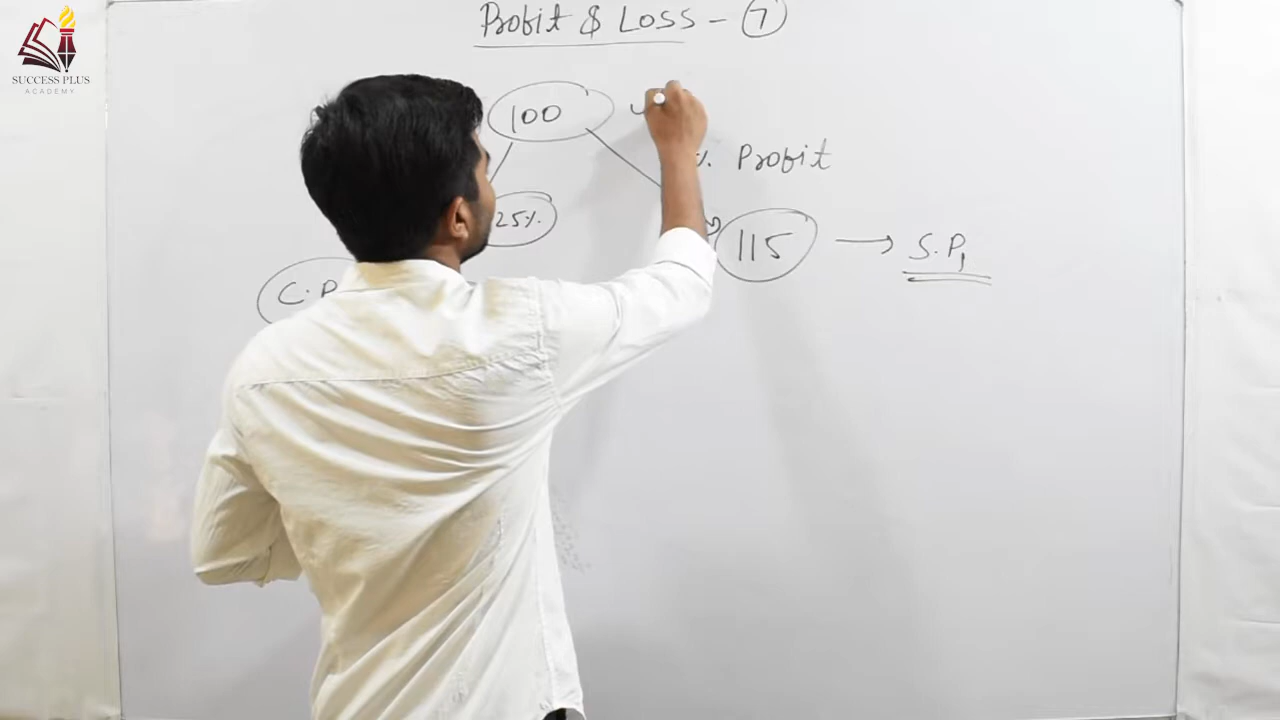 Profit & Loss - 7
SUCCESS PLUS
ACADEMY
100
% Profit
25%
115 → S.P1
C.P